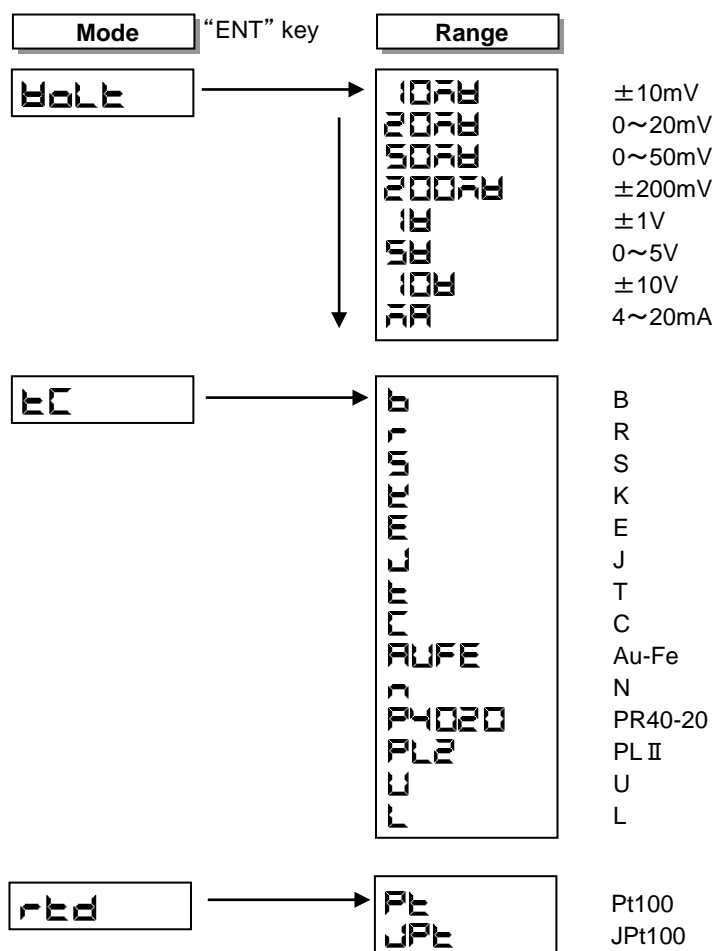 Mode "ENT" key Range
VoLt 10mV ±10mV
20mV 0~20mV
50mV 0~50mV
200mV ±200mV
1V ±1V
5V 0~5V
10V ±10V
mA 4~20mA
tC b B
r R
S S
K K
E E
J J
t T
C C
AUFE Au-Fe
n N
P4020 PR40-20
PL2 PLⅡ
U U
L L
rtd Pt Pt100
JPt JPt100